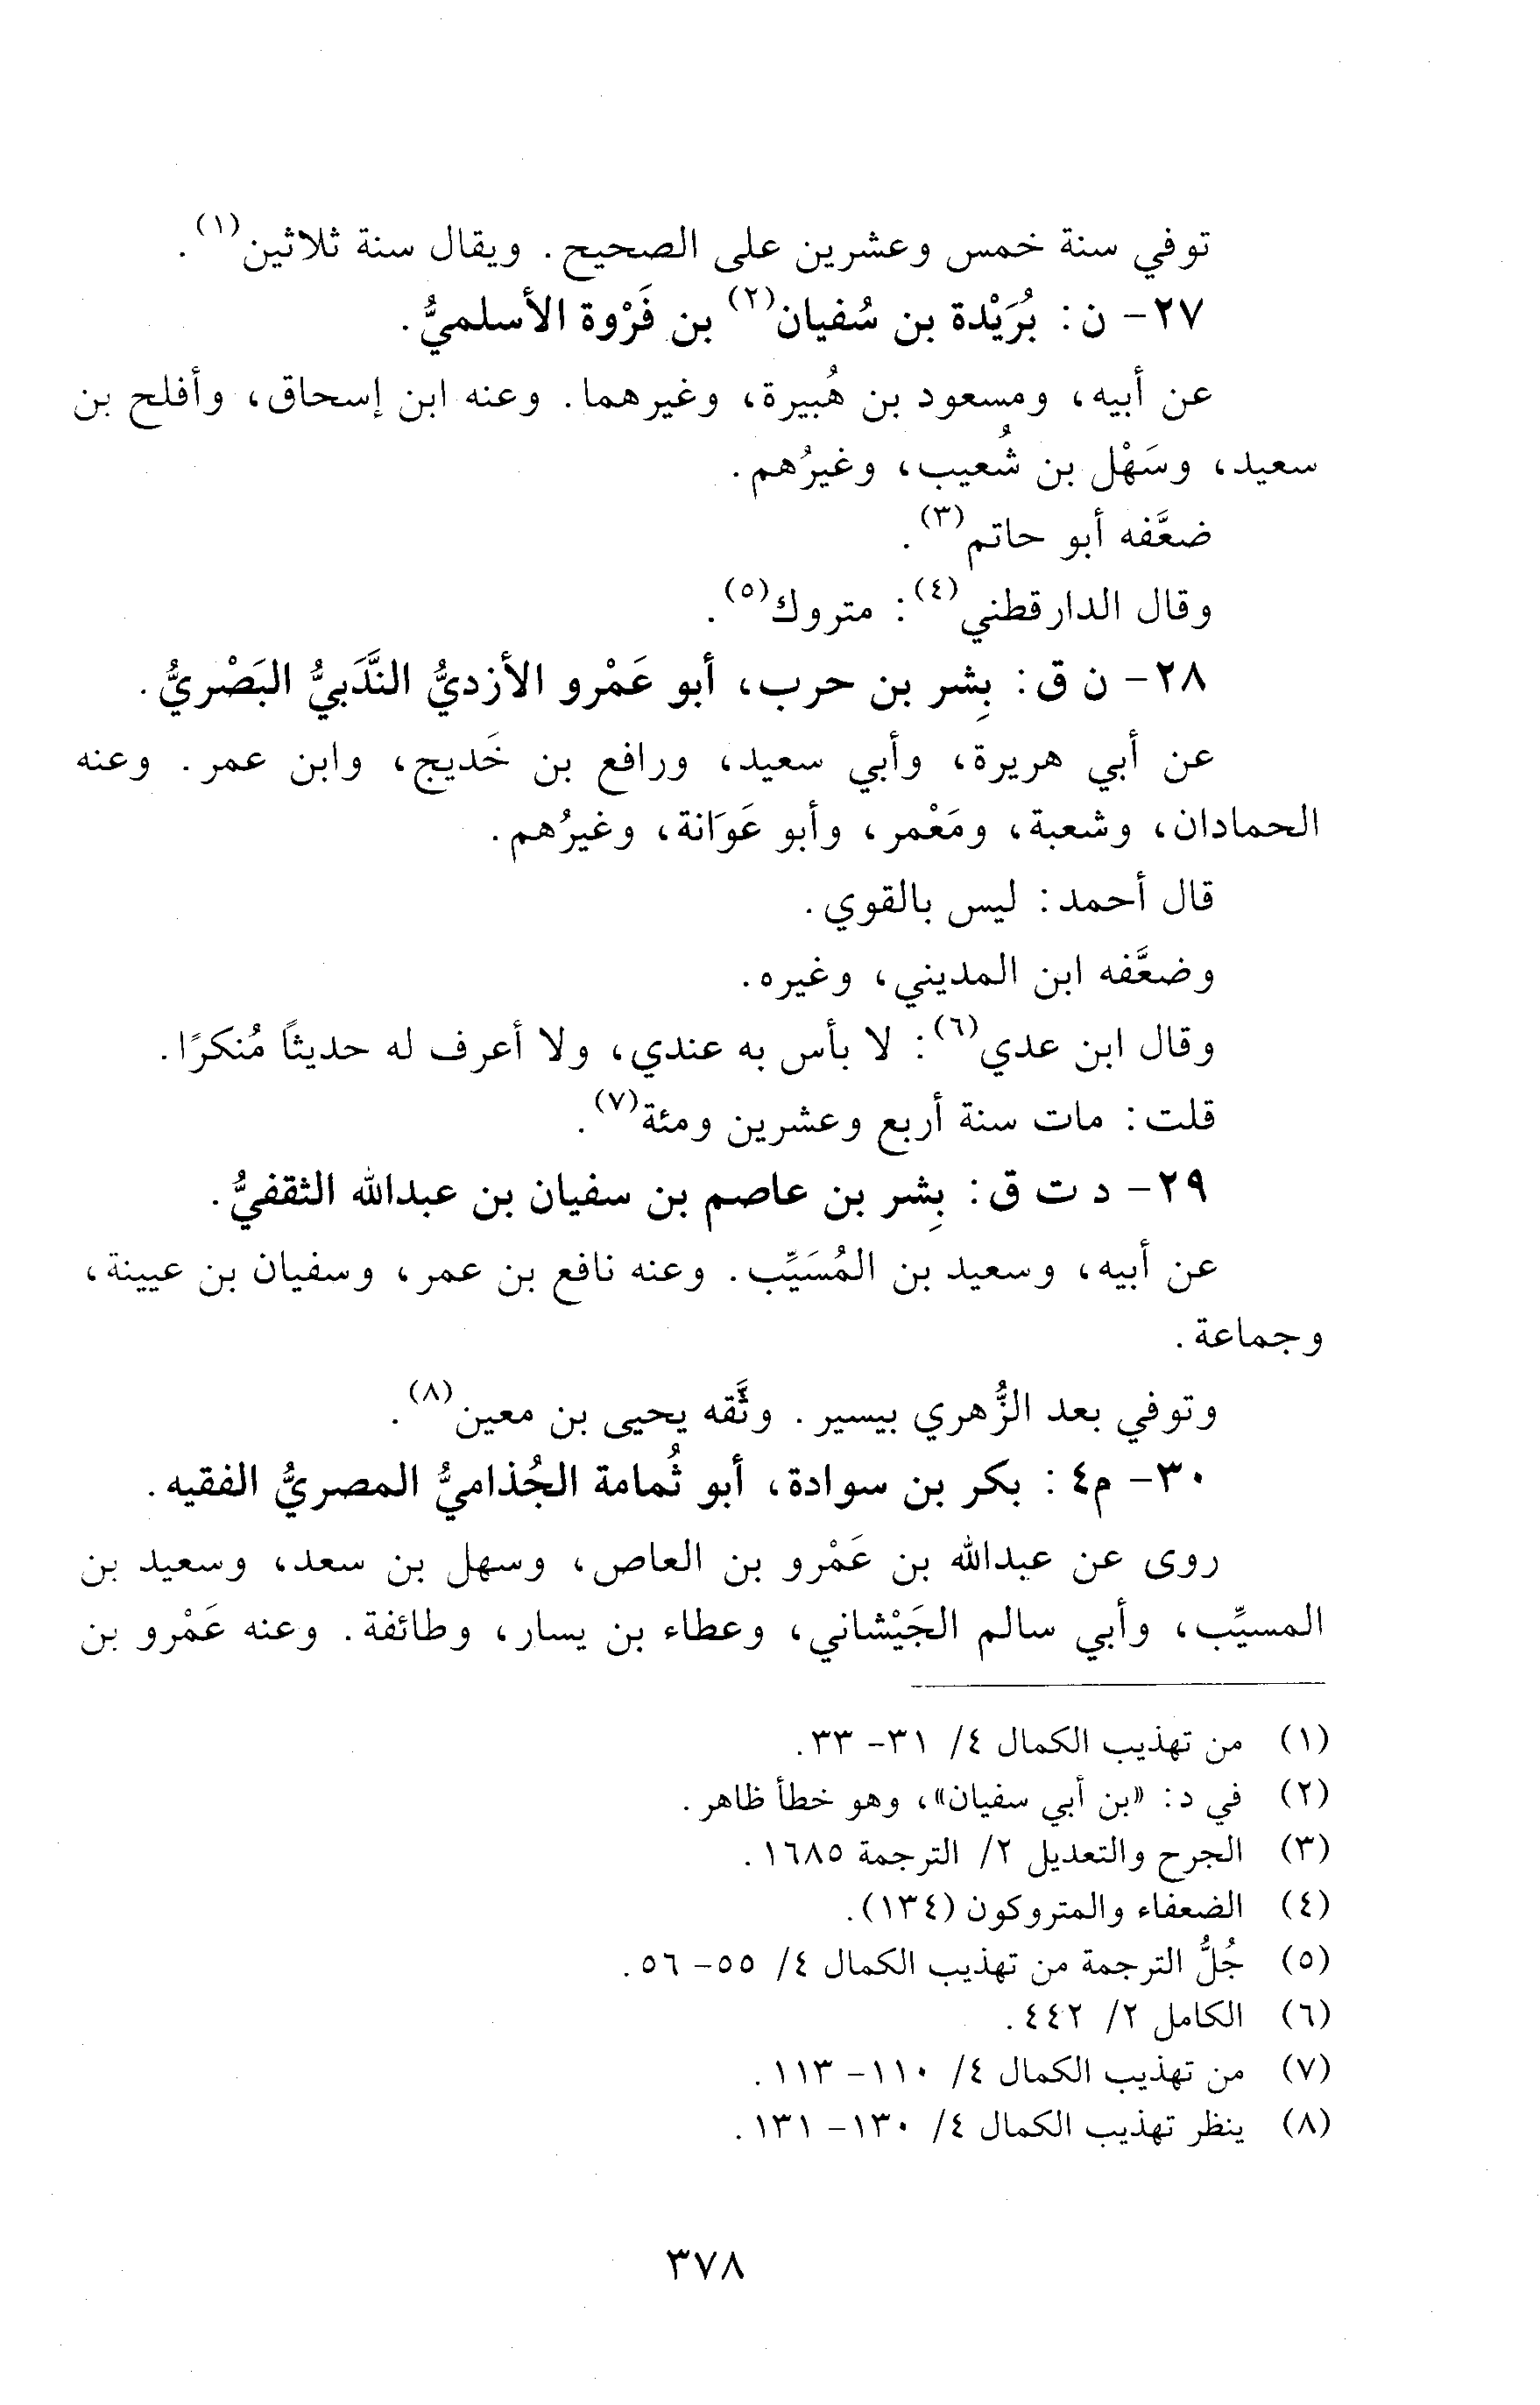 توفي سنة خمس وعشرين على الصحيح. ويقال سنة ثلاثين(١).
٢٧- ن: بُرَيْدة بن سُفيان(٢) بن فَرْوة الأسلميُّ.
عن أبيه، ومسعود بن هُبيرة، وغيرهما. وعنه ابن إسحاق، وأفلح بن
سعيد، وسَهْل بن شُعيب، وغيرُهم.
ضعَّفه أبو حاتم(٣).
وقال الدارقطني(٤): متروك(٥).
٢٨- ن ق: بِشر بن حرب، أبو عَمْرو الأزديُّ النَّدَبيُّ البَصْريُّ.
عن أبي هريرة، وأبي سعيد، ورافع بن خَديج، وابن عمر. وعنه
الحمادان، وشعبة، ومَعْمر، وأبو عَوَانة، وغيرُهم.
قال أحمد: ليس بالقوي.
وضعَّفه ابن المديني، وغيره.
وقال ابن عدي(٦): لا بأس به عندي، ولا أعرف له حديثاً مُنكرًا.
قلت: مات سنة أربع وعشرين ومئة(٧).
٢٩- د ت ق: بِشر بن عاصم بن سفيان بن عبدالله الثقفيُّ.
عن أبيه، وسعيد بن المُسَيِّب. وعنه نافع بن عمر، وسفيان بن عيينة،
وجماعة.
وتوفي بعد الزُّهري بيسير. وثَّقه يحيى بن معين(٨).
٣٠- م٤: بكر بن سوادة، أبو ثُمامة الجُذاميُّ المصريُّ الفقيه.
روى عن عبدالله بن عَمْرو بن العاص، وسهل بن سعد، وسعيد بن
المسيِّب، وأبي سالم الجَيْشاني، وعطاء بن يسار، وطائفة. وعنه عَمْرو بن
(١) من تهذيب الكمال ٤/ ٣١- ٣٣.
(٢) في د: «بن أبي سفيان»، وهو خطأ ظاهر.
(٣) الجرح والتعديل ٢/ الترجمة ١٦٨٥.
(٤) الضعفاء والمتروكون (١٣٤).
(٥) جُلُّ الترجمة من تهذيب الكمال ٤/ ٥٥- ٥٦.
(٦) الكامل ٢/ ٤٤٢.
(٧) من تهذيب الكمال ٤/ ١١٠- ١١٣.
(٨) ينظر تهذيب الكمال ٤/ ١٣٠- ١٣١.
٣٧٨